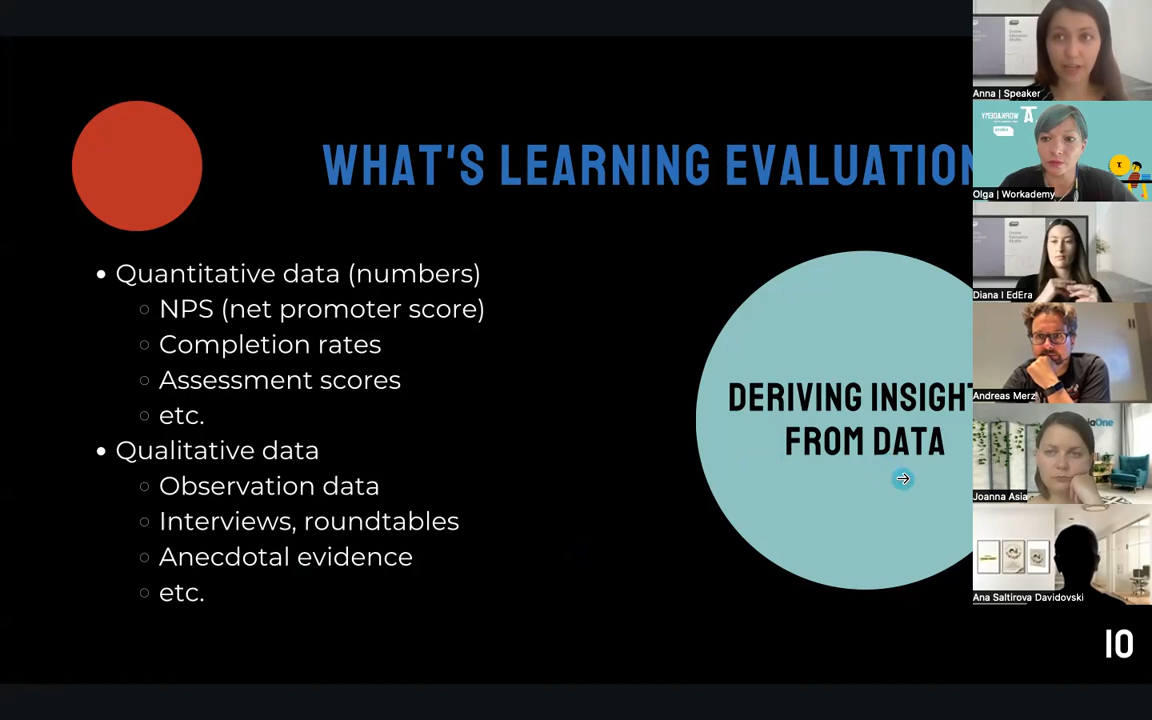 WHAT'S LEARNING EVALUATION
• Quantitative data (numbers)
○ NPS (net promoter score)
○ Completion rates
○ Assessment scores
○ etc.
• Qualitative data
○ Observation data
○ Interviews, roundtables
○ Anecdotal evidence
○ etc.
DERIVING INSIGHT
FROM DATA
10
Anna | Speaker
WORKADEMY
Olga | Workademy
Diana I EdEra
Andreas Merz
Joanna Asia
Ana Saltirova Davidovski